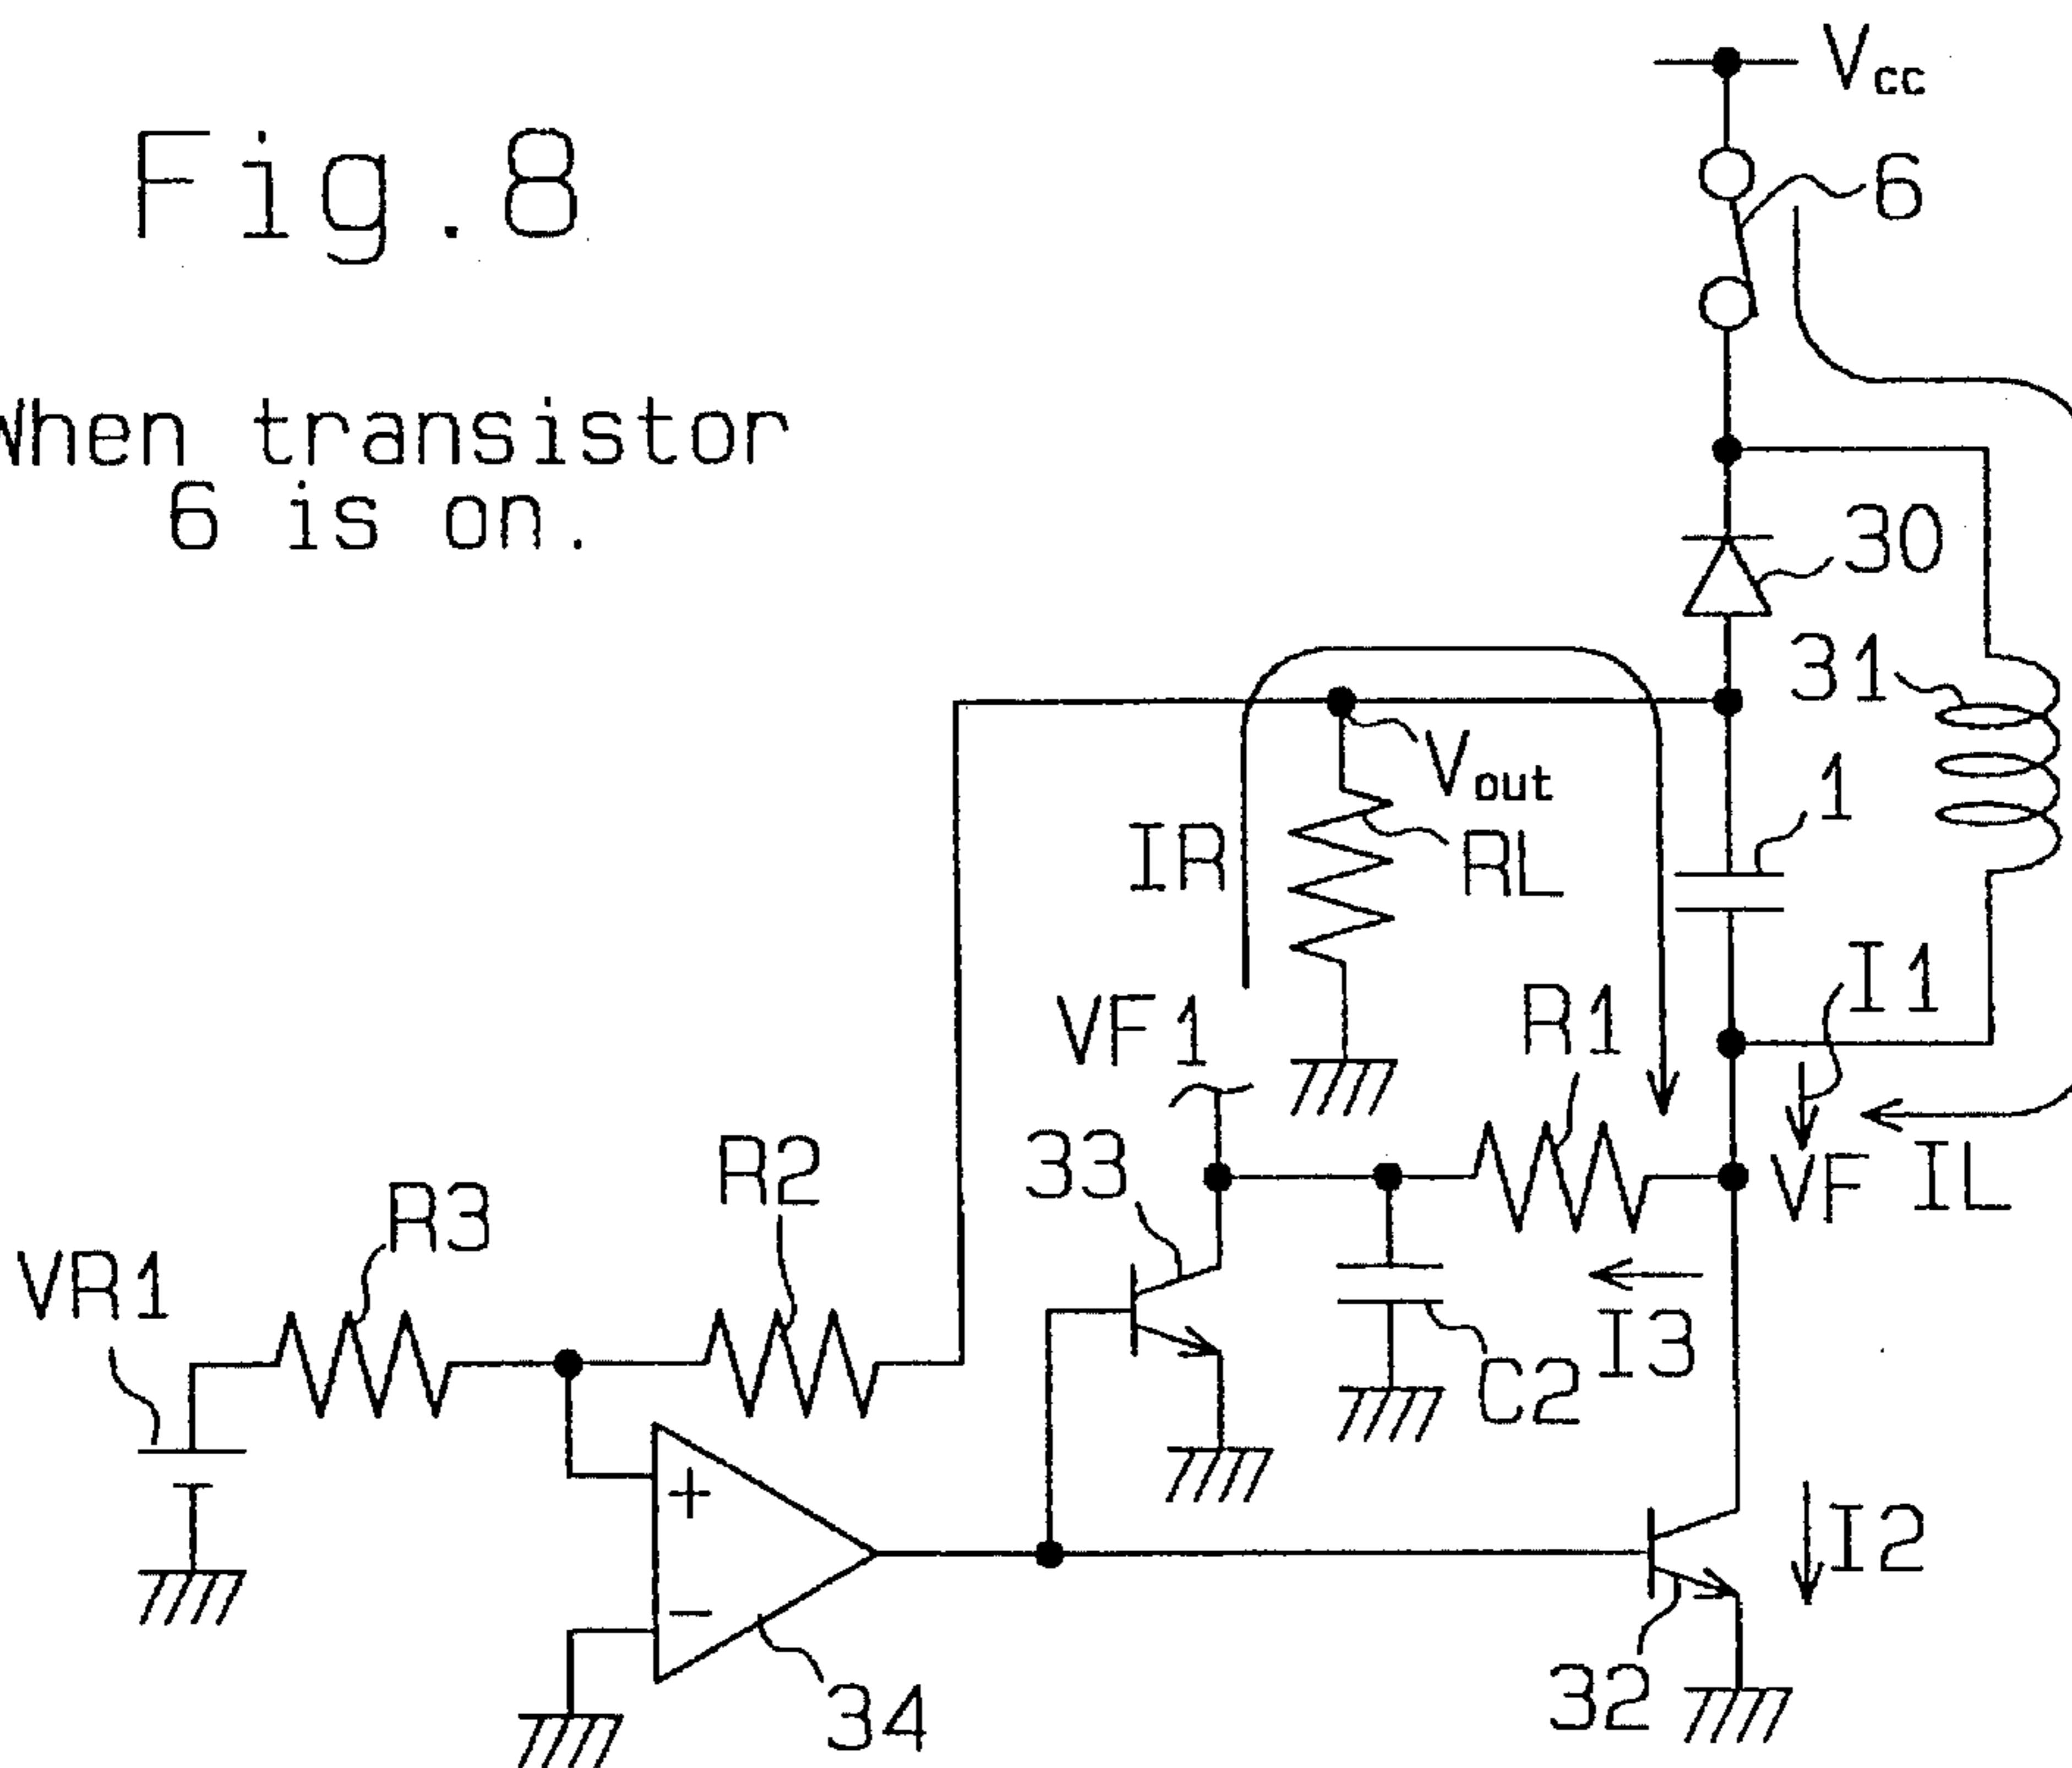 Fig.8
When transistor
6 is on.
Vcc
6
30
31
1
Vout
RL
IR
I1
VF1
R1
33
VF
IL
R2
R3
VR1
I3
C2
+
−
I2
32
34